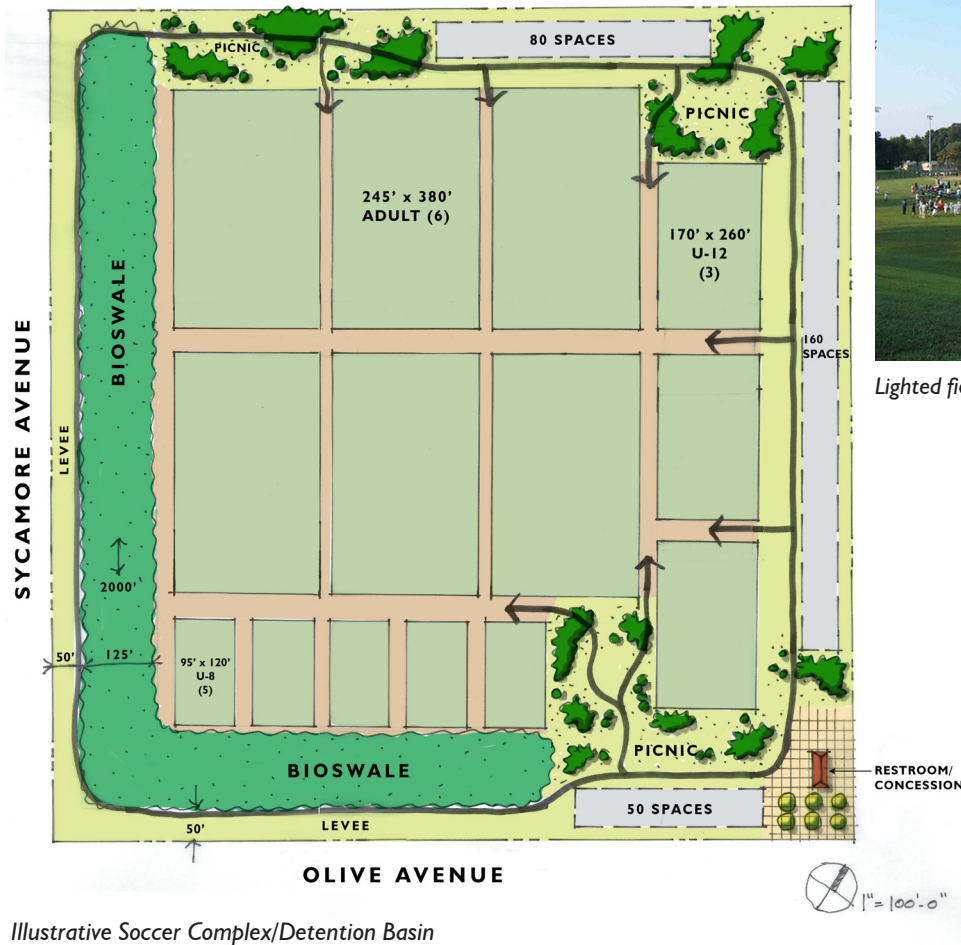 80 SPACES
PICNIC
PICNIC
245' x 380'
ADULT (6)
170' x 260'
U-12
(3)
BIOSWALE
SYCAMORE AVENUE
LEVEE
160
SPACES
Lighted
2000'
50'
125'
95' x 120'
U-8
(5)
PICNIC
BIOSWALE
RESTROOM/
CONCESSION
50 SPACES
50'
LEVEE
OLIVE AVENUE
1"=100'-0"
Illustrative Soccer Complex/Detention Basin